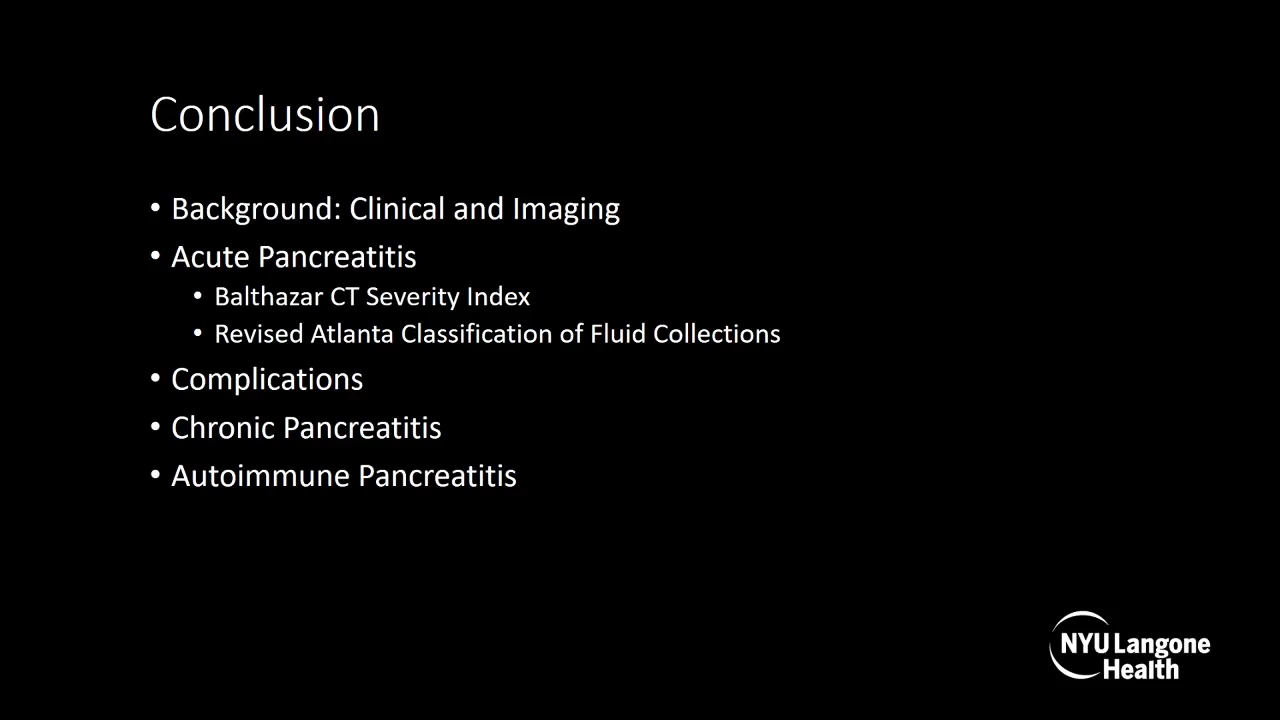 Conclusion
• Background: Clinical and Imaging
• Acute Pancreatitis
• Balthazar CT Severity Index
• Revised Atlanta Classification of Fluid Collections
• Complications
• Chronic Pancreatitis
• Autoimmune Pancreatitis
NYU Langone
Health